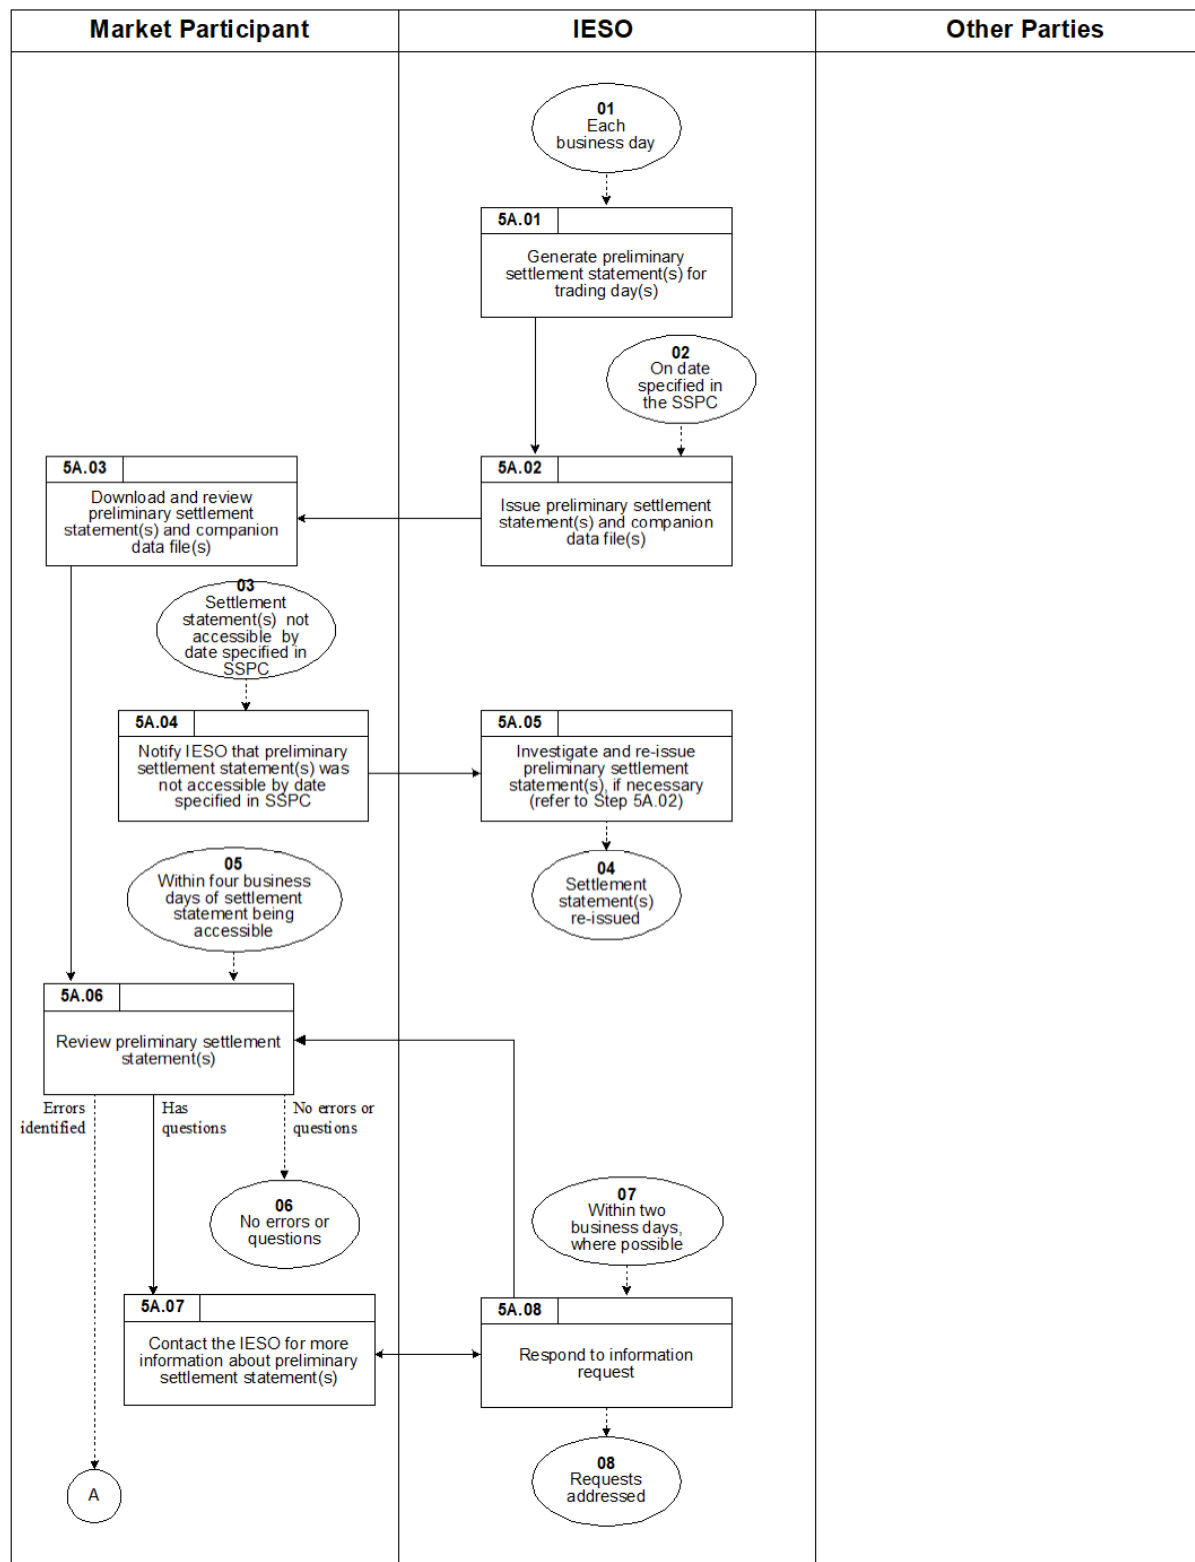 Market Participant
IESO
Other Parties
01
Each
business day
5A.01
Generate preliminary
settlement statement(s) for
trading day(s)
02
On date
specified in
the SSPC
5A.03
Download and review
preliminary settlement
statement(s) and companion
data file(s)
5A.02
Issue preliminary settlement
statement(s) and companion
data file(s)
03
Settlement
statement(s) not
accessible by
date specified in
SSPC
5A.04
Notify IESO that preliminary
settlement statement(s) was
not accessible by date
specified in SSPC
5A.05
Investigate and re-issue
preliminary settlement
statement(s), if necessary
(refer to Step 5A.02)
05
Within four business
days of settlement
statement being
accessible
04
Settlement
statement(s)
re-issued
5A.06
Review preliminary settlement
statement(s)
Errors
identified
Has
questions
No errors or
questions
06
No errors or
questions
07
Within two
business days,
where possible
5A.07
Contact the IESO for more
information about preliminary
settlement statement(s)
5A.08
Respond to information
request
A
08
Requests
addressed